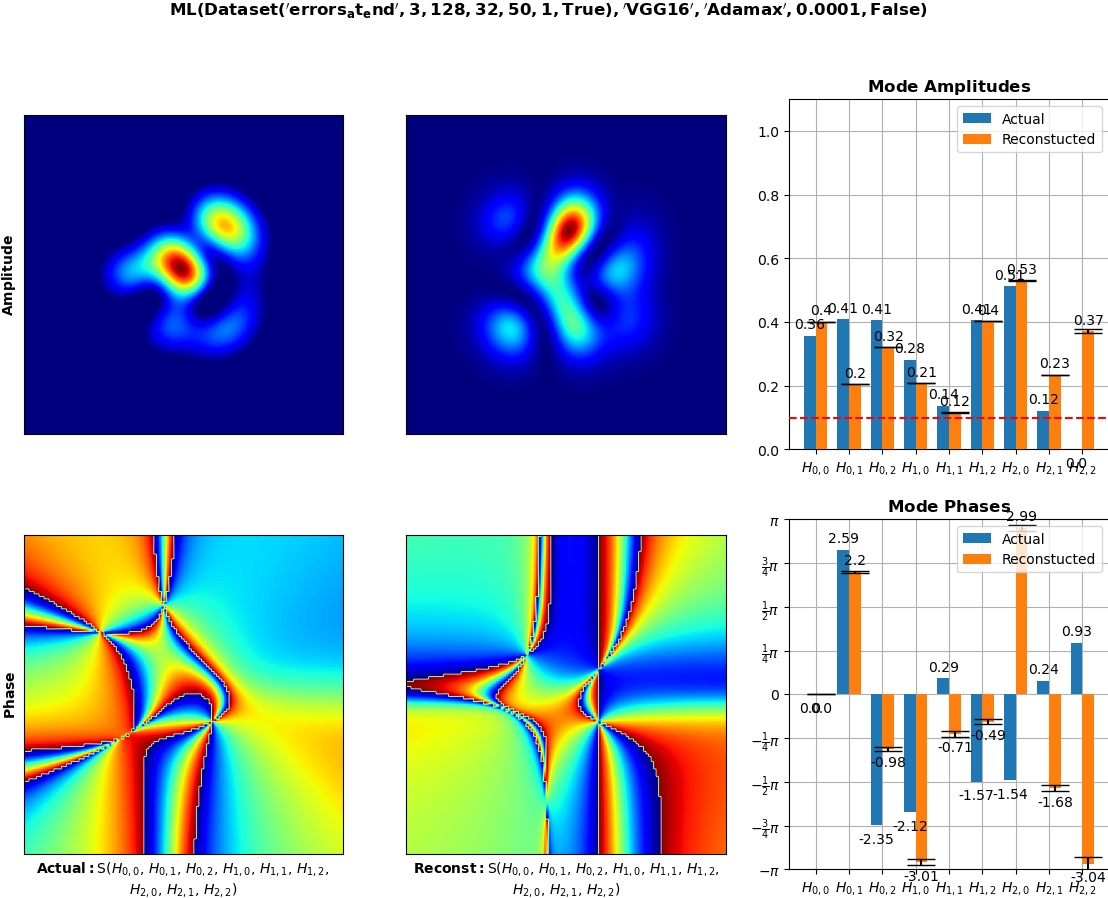 ML(Dataset('errors_at_end', 3, 128, 32, 50, 1, True), 'VGG16', 'Adamax', 0.0001, False)
Amplitude
Mode Amplitudes
Actual
Reconstucted
1.0
0.8
0.6
0.4
0.2
0.0
0.36 0.4 0.41 0.2 0.41 0.32 0.28 0.21 0.14 0.12 0.41 0.4 0.51 0.53 0.12 0.23 0.0 0.37
H0,0 H0,1 H0,2 H1,0 H1,1 H1,2 H2,0 H2,1 H2,2
Phase
Actual: S(H0,0, H0,1, H0,2, H1,0, H1,1, H1,2,
H2,0, H2,1, H2,2)
Reconst: S(H0,0, H0,1, H0,2, H1,0, H1,1, H1,2,
H2,0, H2,1, H2,2)
Mode Phases
Actual
Reconstucted
π
3/4π
1/2π
1/4π
0
−1/4π
−1/2π
−3/4π
−π
0.0 0.0 2.59 2.2 -2.35 -0.98 -2.12 -3.01 0.29 -0.71 -1.57 -0.49 -1.54 2.99 0.24 -1.68 0.93 -3.04
H0,0 H0,1 H0,2 H1,0 H1,1 H1,2 H2,0 H2,1 H2,2